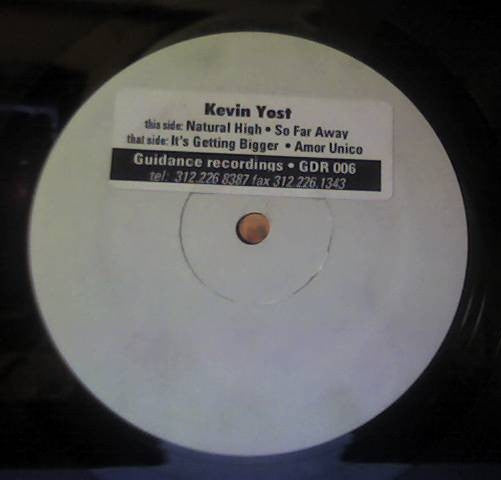 Kevin Yost
this side: Natural High • So Far Away
that side: It's Getting Bigger • Amor Unico
Guidance recordings • GDR 006
tel: 312.226 8387 fax 312.226.1343